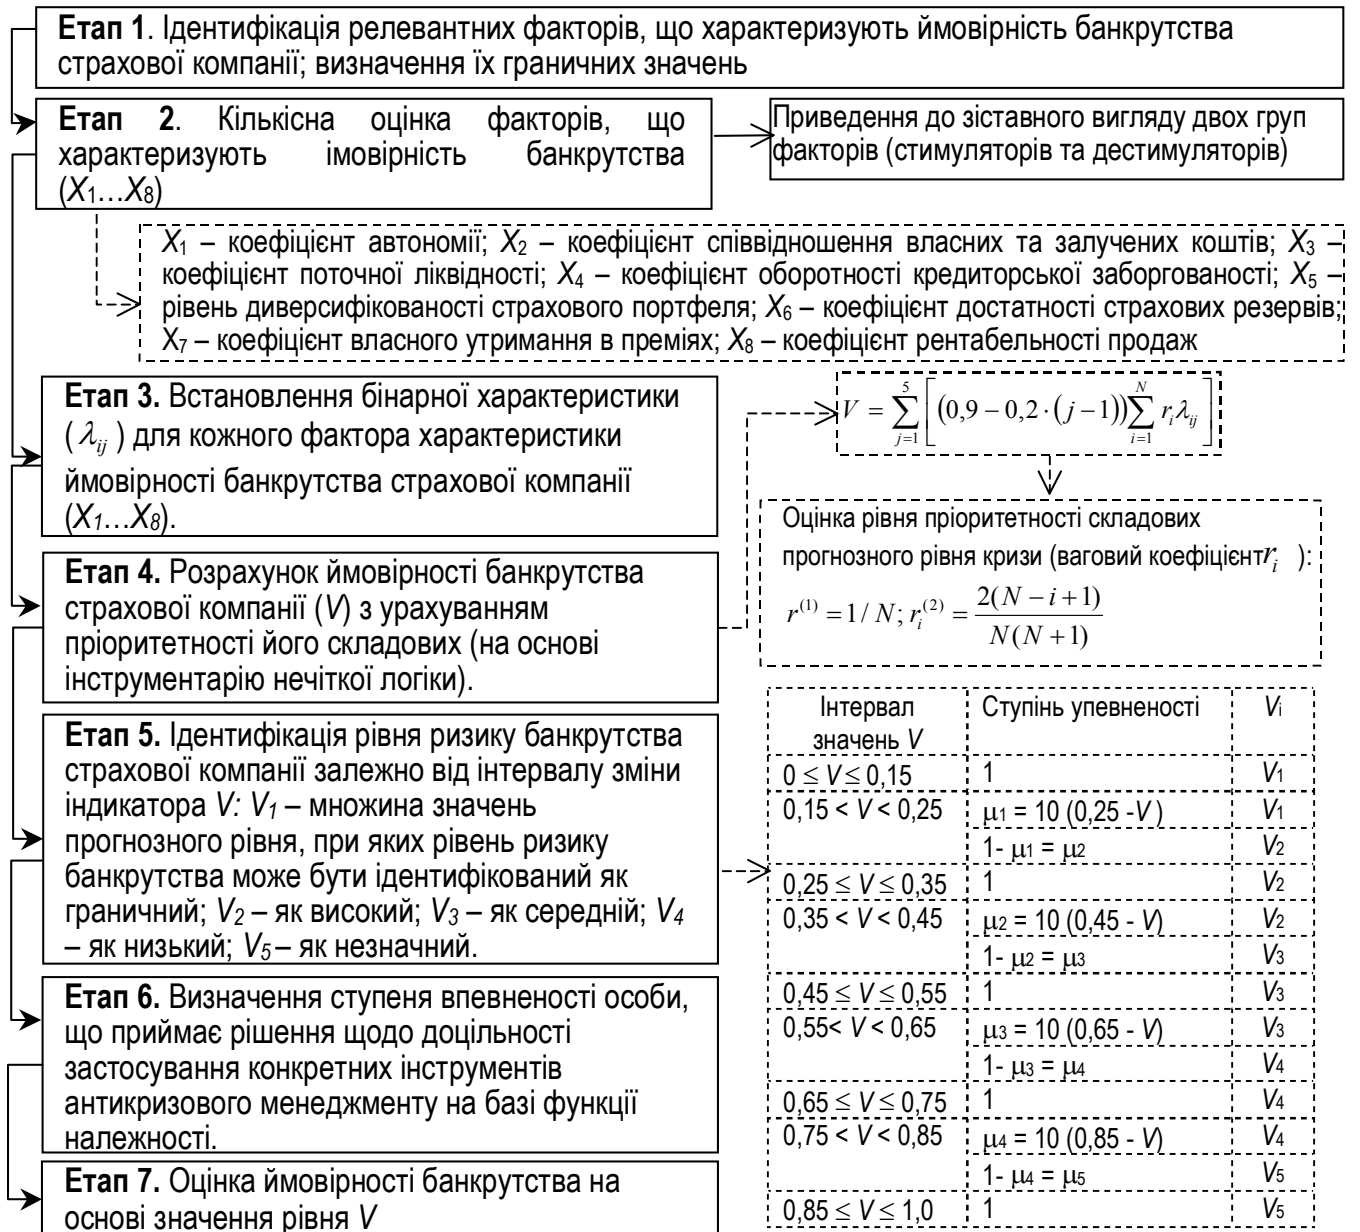 Етап 1. Ідентифікація релевантних факторів, що характеризують ймовірність банкрутства
страхової компанії; визначення їх граничних значень
Етап 2. Кількісна оцінка факторів, що
характеризують імовірність банкрутства
(X1…X8)
Приведення до зіставного вигляду двох груп
факторів (стимуляторів та дестимуляторів)
X1 – коефіцієнт автономії; X2 – коефіцієнт співвідношення власних та залучених коштів; X3 –
коефіцієнт поточної ліквідності; X4 – коефіцієнт оборотності кредиторської заборгованості; X5 –
рівень диверсифікованості страхового портфеля; X6 – коефіцієнт достатності страхових резервів;
X7 – коефіцієнт власного утримання в преміях; X8 – коефіцієнт рентабельності продаж
Етап 3. Встановлення бінарної характеристики
( λij ) для кожного фактора характеристики
ймовірності банкрутства страхової компанії
(X1…X8).
V = ∑_{j=1}^{5} [ (0,9 − 0,2 · (j − 1)) ∑_{i=1}^{N} ri λij ]
Оцінка рівня пріоритетності складових
прогнозного рівня кризи (ваговий коефіцієнт ri ):
r^(1) = 1 / N; ri^(2) = 2(N − i + 1) / N(N + 1)
Етап 4. Розрахунок ймовірності банкрутства
страхової компанії (V) з урахуванням
пріоритетності його складових (на основі
інструментарію нечіткої логіки).
Етап 5. Ідентифікація рівня ризику банкрутства
страхової компанії залежно від інтервалу зміни
індикатора V: V1 – множина значень
прогнозного рівня, при яких рівень ризику
банкрутства може бути ідентифікований як
граничний; V2 – як високий; V3 – як середній; V4
– як низький; V5 – як незначний.
Етап 6. Визначення ступеня впевненості особи,
що приймає рішення щодо доцільності
застосування конкретних інструментів
антикризового менеджменту на базі функції
належності.
Етап 7. Оцінка ймовірності банкрутства на
основі значення рівня V
Інтервал Ступінь упевненості Vi
значень V
0 ≤ V ≤ 0,15 1 V1
0,15 < V < 0,25 μ1 = 10 (0,25 -V ) V1
1- μ1 = μ2 V2
0,25 ≤ V ≤ 0,35 1 V2
0,35 < V < 0,45 μ2 = 10 (0,45 - V) V2
1- μ2 = μ3 V3
0,45 ≤ V ≤ 0,55 1 V3
0,55< V < 0,65 μ3 = 10 (0,65 - V) V3
1- μ3 = μ4 V4
0,65 ≤ V ≤ 0,75 1 V4
0,75 < V < 0,85 μ4 = 10 (0,85 - V) V4
1- μ4 = μ5 V5
0,85 ≤ V ≤ 1,0 1 V5